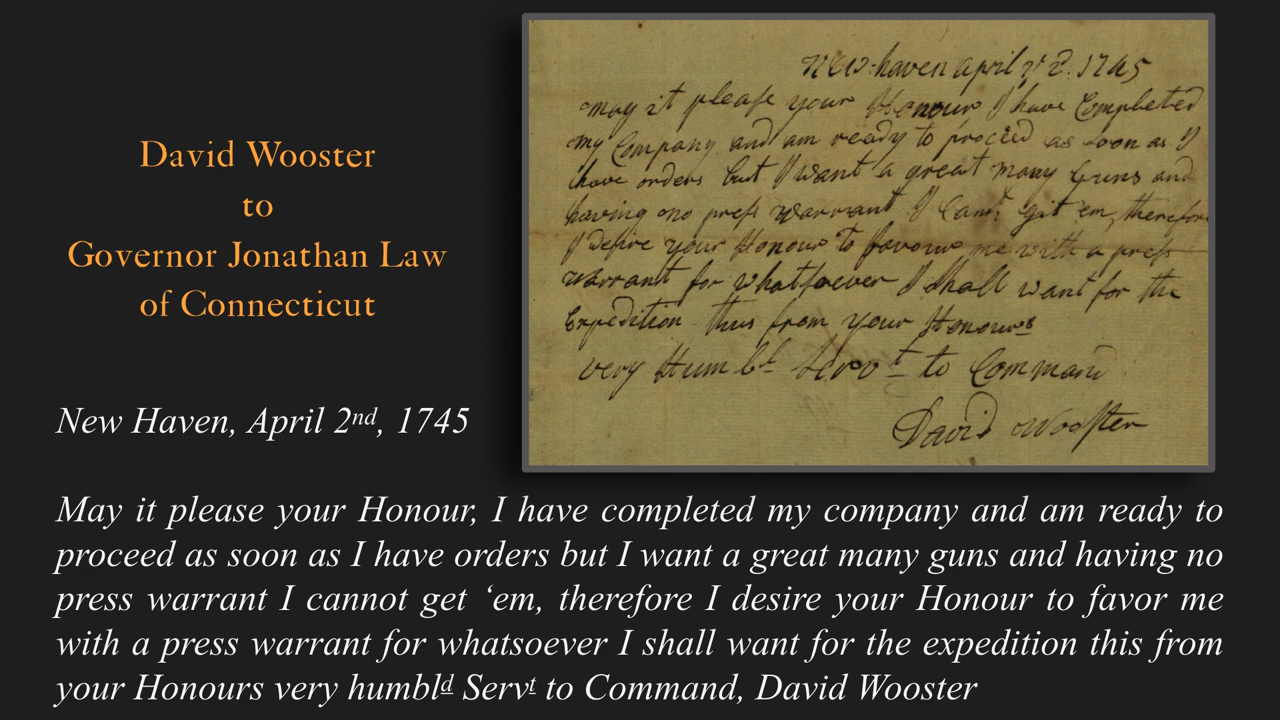 David Wooster
to
Governor Jonathan Law
of Connecticut
New Haven, April 2nd, 1745
New-haven april 2 1745
may it please your Honour I have Completed
my Company and am ready to proceed as soon as I
have orders but I want a great many Guns and
having no press warrant I Cant git em, therefore
I Desire your Honour to favour me with a press
warrant for whatsoever I shall want for the
Expedition this from your Honours
very Humbl Servt to Command
David Wooster
May it please your Honour, I have completed my company and am ready to
proceed as soon as I have orders but I want a great many guns and having no
press warrant I cannot get ‘em, therefore I desire your Honour to favor me
with a press warrant for whatsoever I shall want for the expedition this from
your Honours very humbld Servt to Command, David Wooster